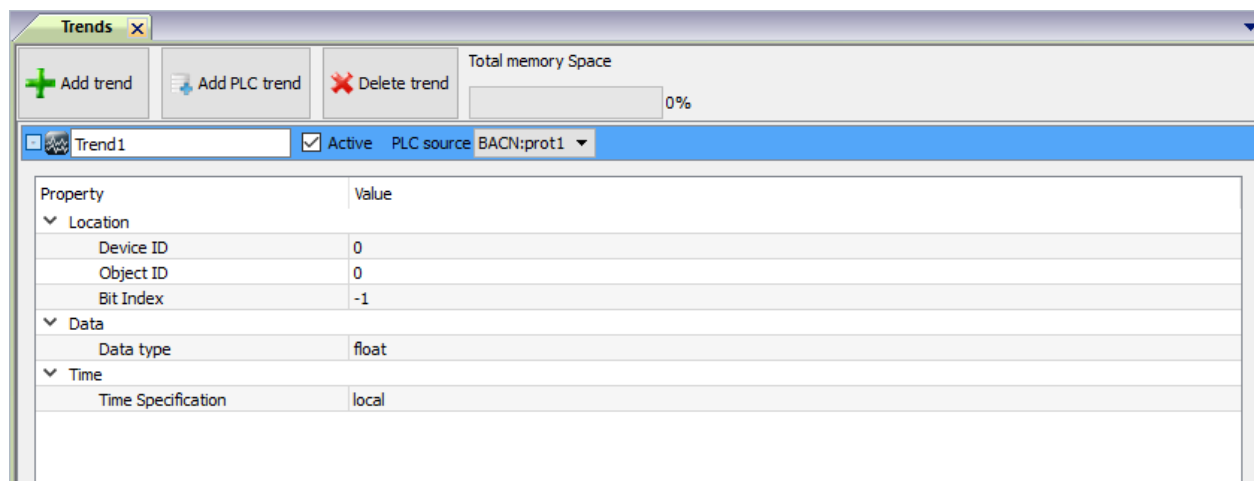 Trends
Total memory Space
Add trend Add PLC trend Delete trend
0%
Trend1 Active PLC source BACN:prot1
Property Value
Location
Device ID 0
Object ID 0
Bit Index -1
Data
Data type float
Time
Time Specification local